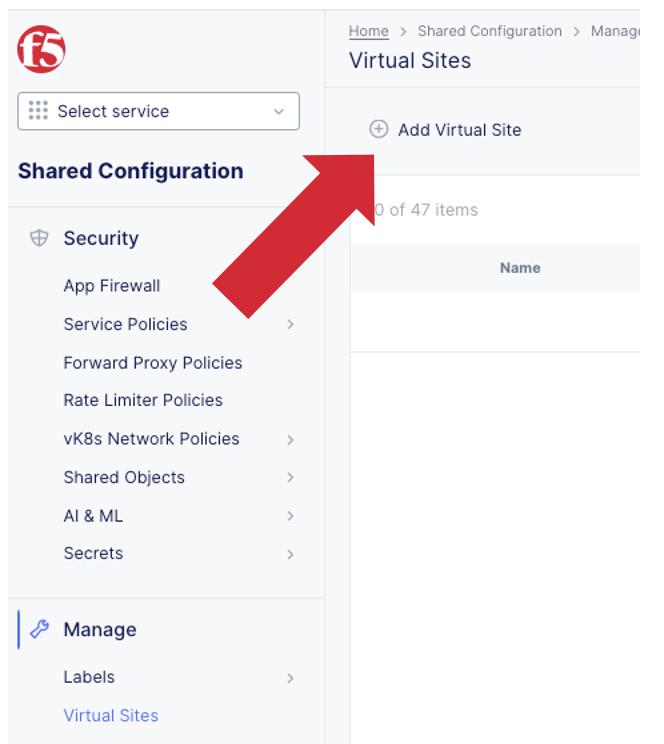 f5
Select service
Shared Configuration
Security
App Firewall
Service Policies
Forward Proxy Policies
Rate Limiter Policies
vK8s Network Policies
Shared Objects
AI & ML
Secrets
Manage
Labels
Virtual Sites
Home > Shared Configuration >
Virtual Sites
Add Virtual Site
0 of 47 items
Name